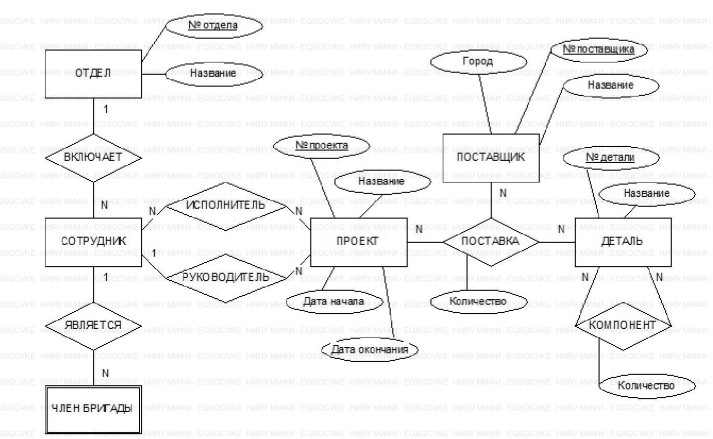 № отдела
ОТДЕЛ
Название
1
ВКЛЮЧАЕТ
N
СОТРУДНИК
N
ИСПОЛНИТЕЛЬ
N
1
РУКОВОДИТЕЛЬ
N
1
ЯВЛЯЕТСЯ
N
ЧЛЕН БРИГАДЫ
№ проекта
Название
ПРОЕКТ
Дата начала
Дата окончания
N
ПОСТАВКА
N
N
Количество
Город
№ поставщика
Название
ПОСТАВЩИК
№ детали
Название
ДЕТАЛЬ
N
N
КОМПОНЕНТ
Количество